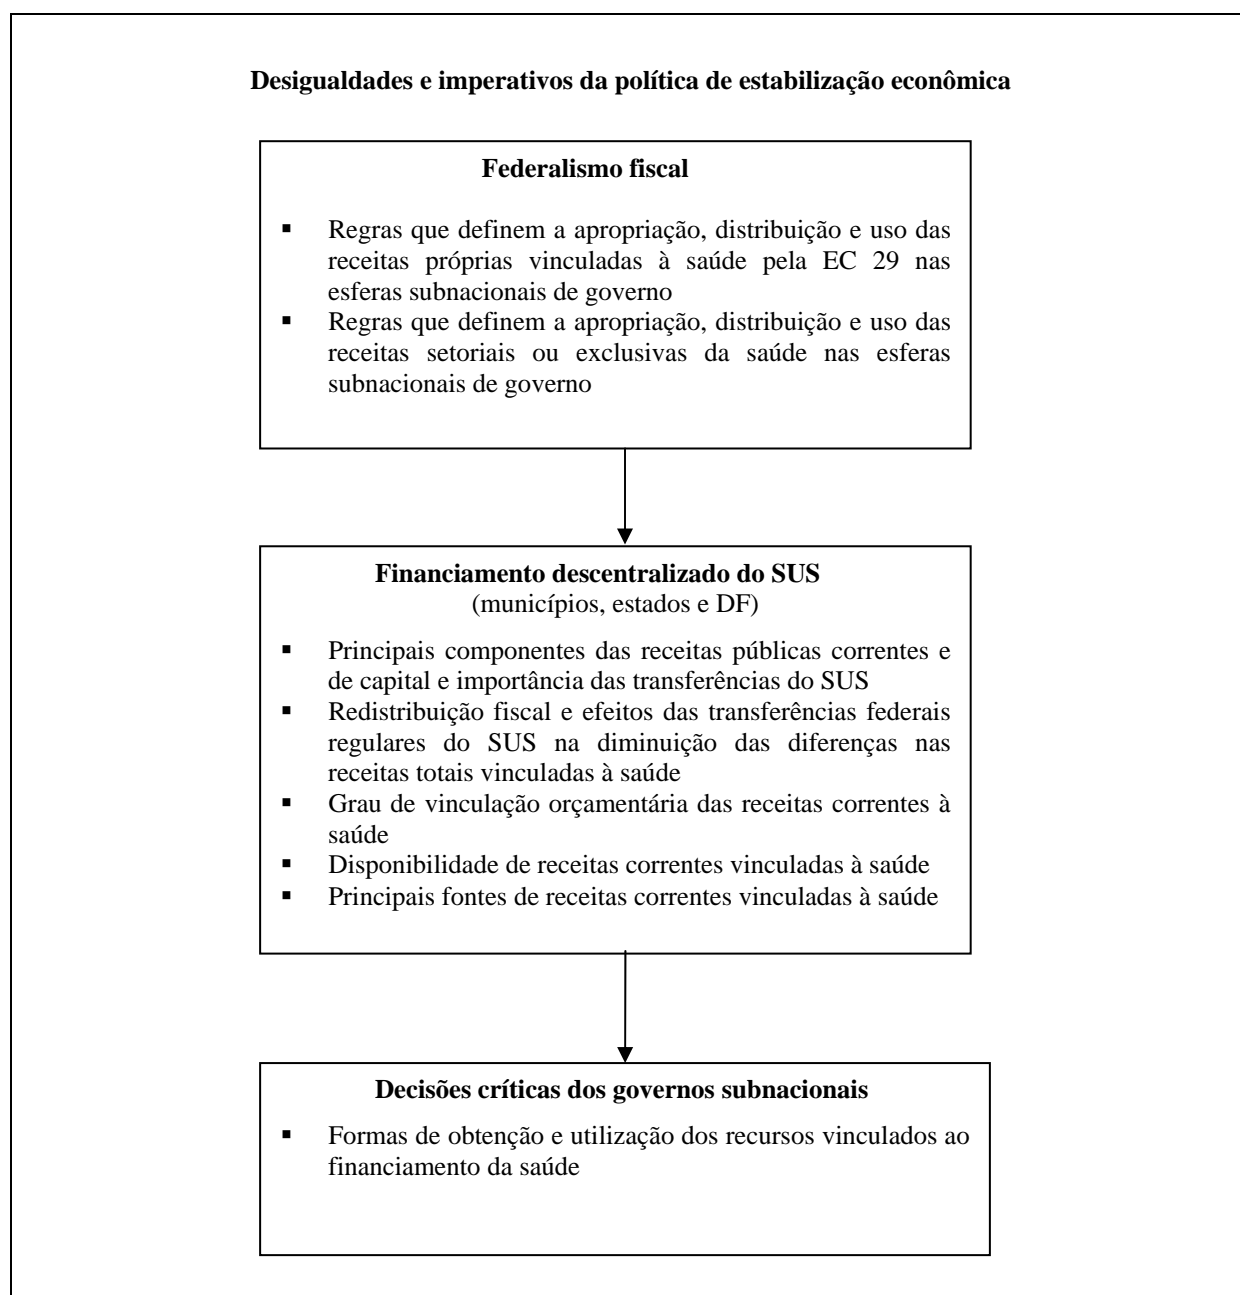 Desigualdades e imperativos da política de estabilização econômica
Federalismo fiscal
▪ Regras que definem a apropriação, distribuição e uso das
receitas próprias vinculadas à saúde pela EC 29 nas
esferas subnacionais de governo
▪ Regras que definem a apropriação, distribuição e uso das
receitas setoriais ou exclusivas da saúde nas esferas
subnacionais de governo
Financiamento descentralizado do SUS
(municípios, estados e DF)
▪ Principais componentes das receitas públicas correntes e
de capital e importância das transferências do SUS
▪ Redistribuição fiscal e efeitos das transferências federais
regulares do SUS na diminuição das diferenças nas
receitas totais vinculadas à saúde
▪ Grau de vinculação orçamentária das receitas correntes à
saúde
▪ Disponibilidade de receitas correntes vinculadas à saúde
▪ Principais fontes de receitas correntes vinculadas à saúde
Decisões críticas dos governos subnacionais
▪ Formas de obtenção e utilização dos recursos vinculados ao
financiamento da saúde